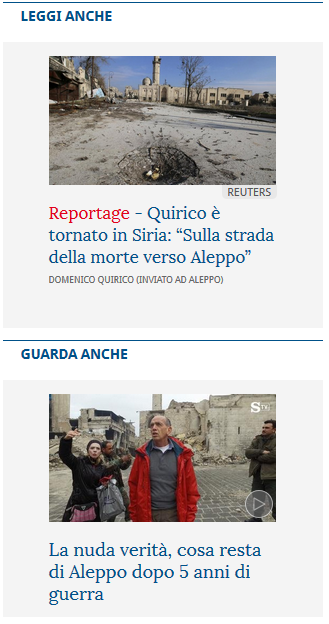 LEGGI ANCHE
REUTERS
Reportage - Quirico è
tornato in Siria: “Sulla strada
della morte verso Aleppo”
DOMENICO QUIRICO (INVIATO AD ALEPPO)
GUARDA ANCHE
S TV
La nuda verità, cosa resta
di Aleppo dopo 5 anni di
guerra